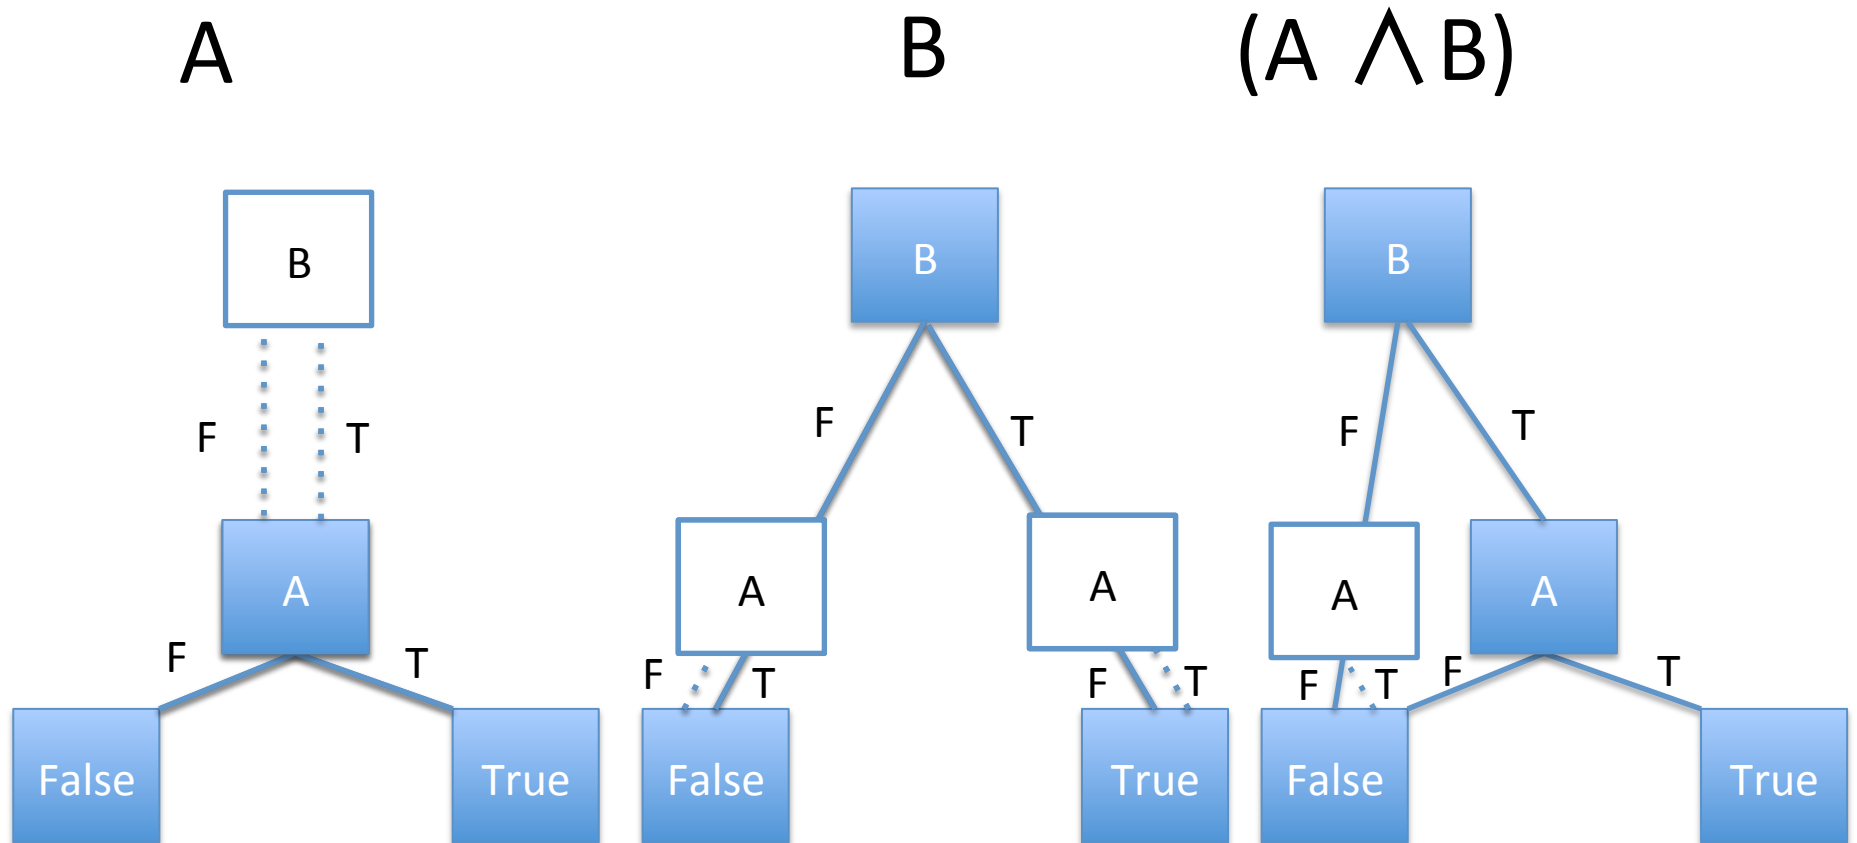 A B (A ⋀ B)
B B B
F T F T F T
A A A A A
F T F T F T F T F T
False True False True False True